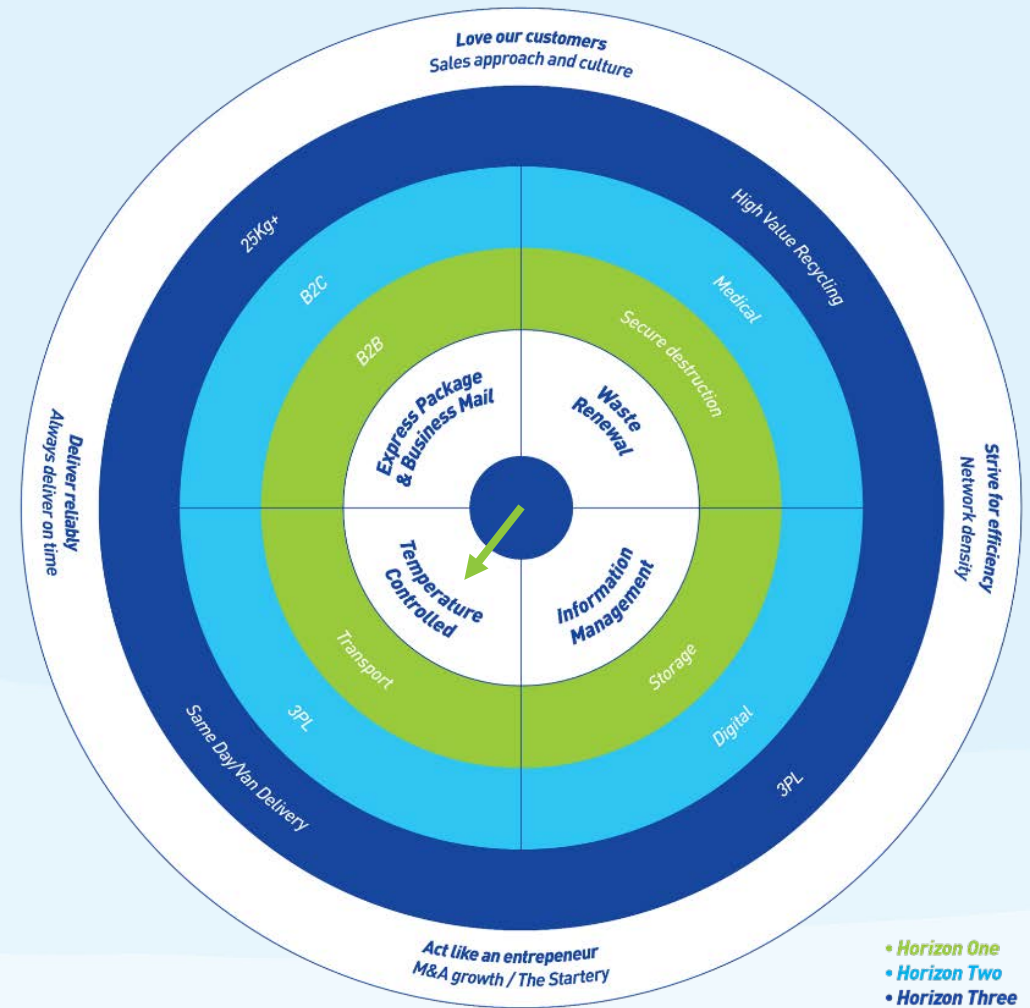 Love our customers
Sales approach and culture
25Kg+
High Value Recycling
B2C
Medical
B2B
Secure destruction
Express Package
& Business Mail
Waste
Renewal
Deliver reliably
Always deliver on time
Strive for efficiency
Network density
Temperature
Controlled
Information
Management
Transport
Storage
3PL
Digital
Same Day/Van Delivery
3PL
Act like an entrepeneur
M&A growth / The Startery
• Horizon One
• Horizon Two
• Horizon Three